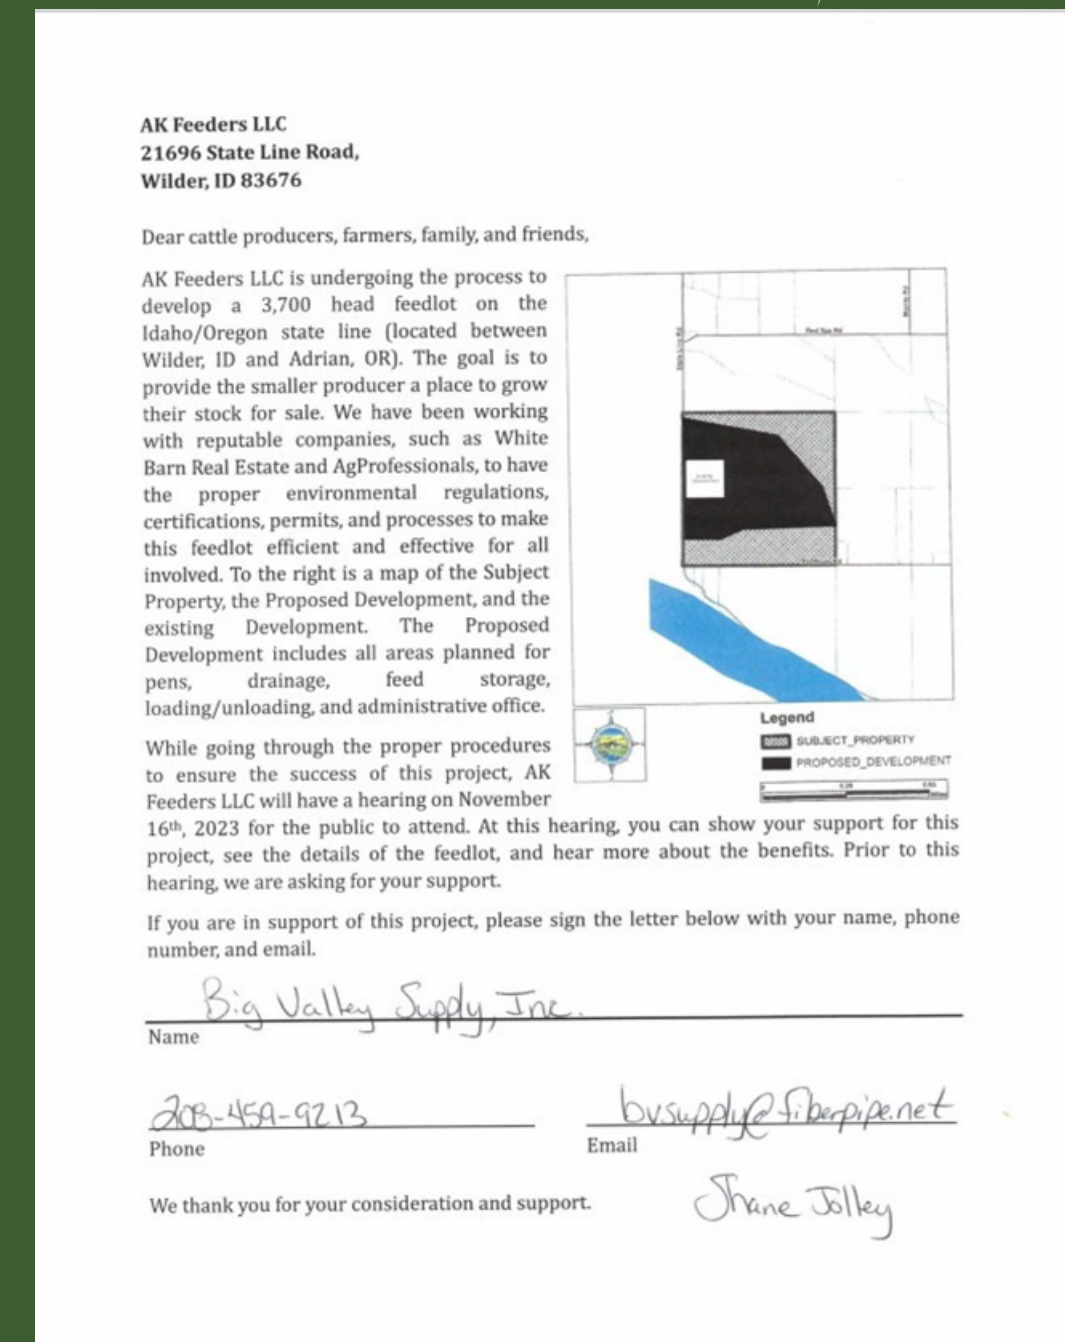 AK Feeders LLC
21696 State Line Road,
Wilder, ID 83676
Dear cattle producers, farmers, family, and friends,
AK Feeders LLC is undergoing the process to
develop a 3,700 head feedlot on the
Idaho/Oregon state line (located between
Wilder, ID and Adrian, OR). The goal is to
provide the smaller producer a place to grow
their stock for sale. We have been working
with reputable companies, such as White
Barn Real Estate and AgProfessionals, to have
the proper environmental regulations,
certifications, permits, and processes to make
this feedlot efficient and effective for all
involved. To the right is a map of the Subject
Property, the Proposed Development, and the
existing Development. The Proposed
Development includes all areas planned for
pens, drainage, feed storage,
loading/unloading, and administrative office.
Legend
SUBJECT_PROPERTY
PROPOSED_DEVELOPMENT
While going through the proper procedures
to ensure the success of this project, AK
Feeders LLC will have a hearing on November
16th, 2023 for the public to attend. At this hearing, you can show your support for this
project, see the details of the feedlot, and hear more about the benefits. Prior to this
hearing, we are asking for your support.
If you are in support of this project, please sign the letter below with your name, phone
number, and email.
Big Valley Supply, Inc.
Name
208-459-9213
Phone
bvsupply@fiberpipe.net
Email
We thank you for your consideration and support.
Shane Jolley